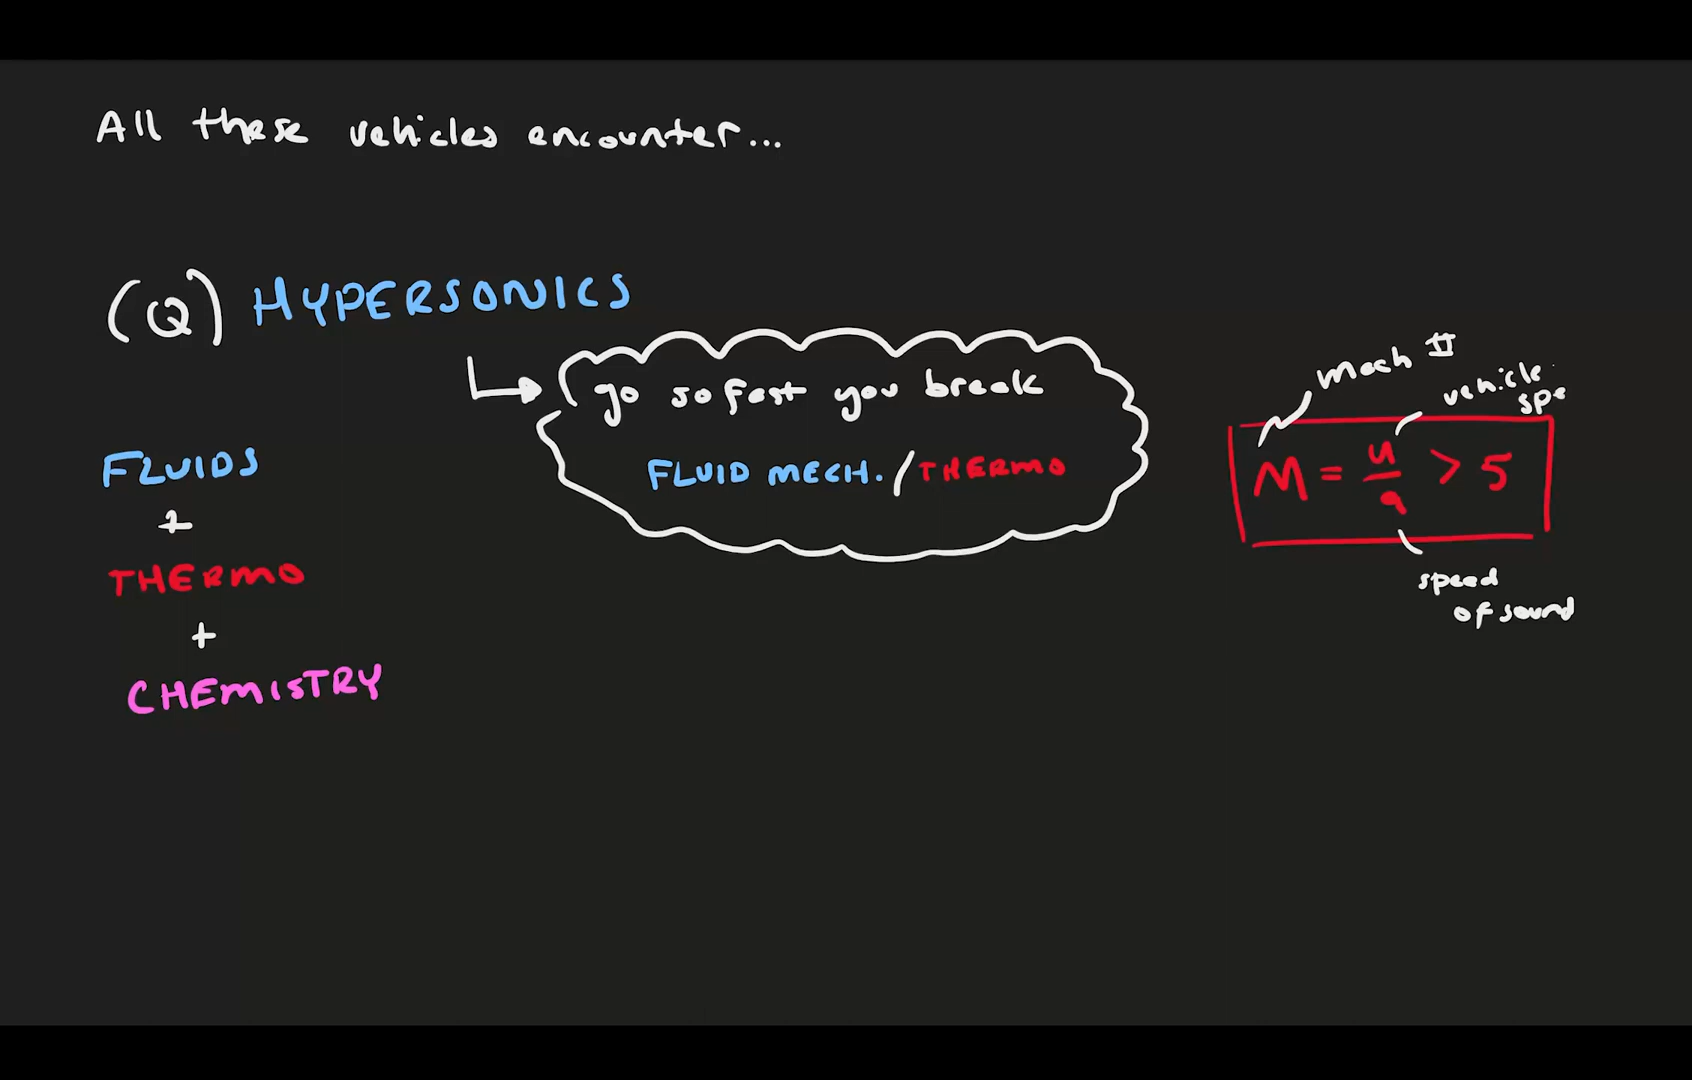 All these vehicles encounter...
(Q) HYPERSONICS
go so fast you break
FLUID MECH. / THERMO
FLUIDS
+
THERMO
+
CHEMISTRY
mach #
vehicle
spe
M = u/a > 5
speed
of sound